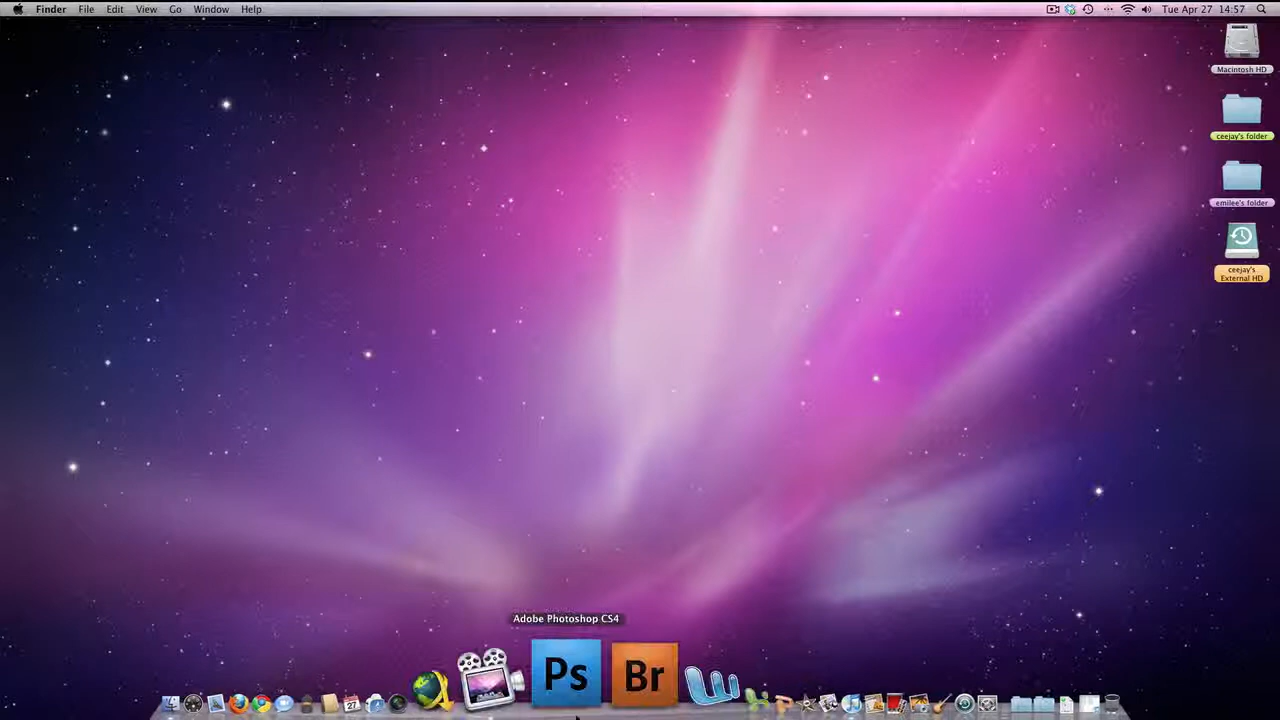 Finder File Edit View Go Window Help
Tue Apr 27 14:57
Macintosh HD
ceejay's folder
emilee's folder
ceejay's
External HD
Adobe Photoshop CS4
27
Ps
Br